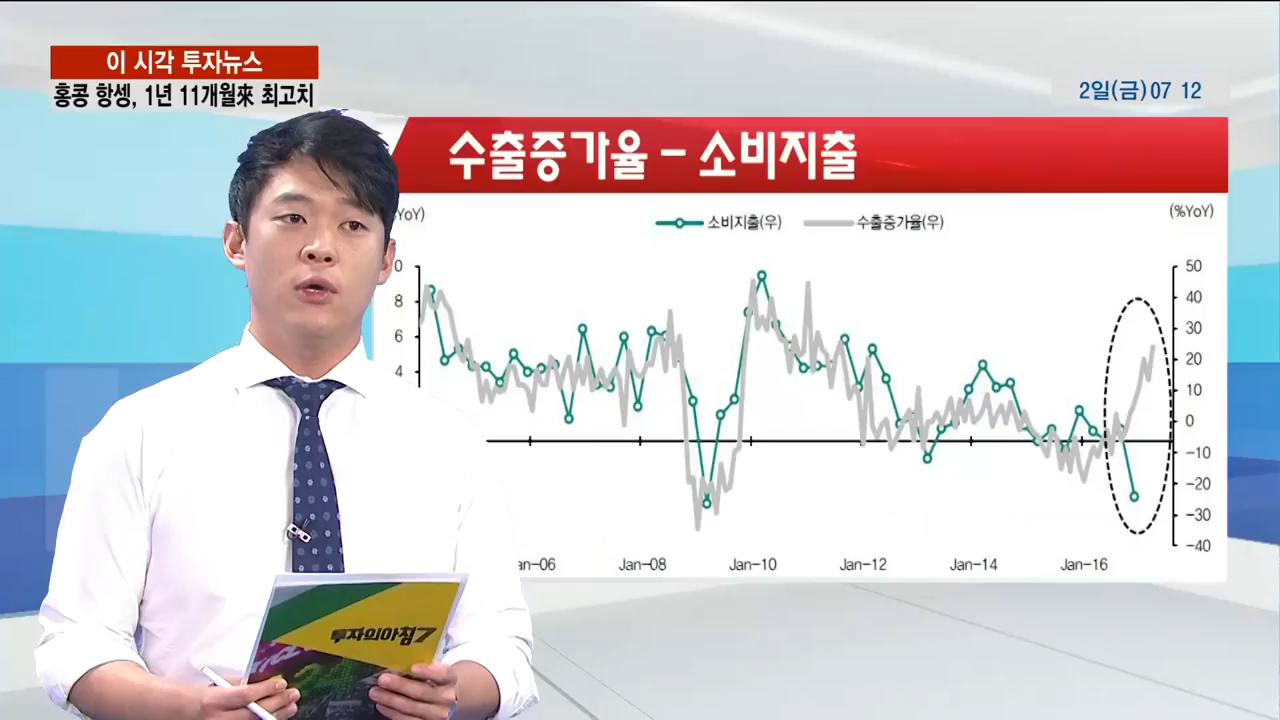 이 시각 투자뉴스
홍콩 항셍, 1년 11개월來 최고치
2일(금) 07 12
수출증가율 - 소비지출
%YoY)
소비지출(우)
수출증가율(우)
(%YoY)
0
8
6
4
50
40
30
20
10
0
-10
-20
-30
-40
an-06
Jan-08
Jan-10
Jan-12
Jan-14
Jan-16
투자의아침7